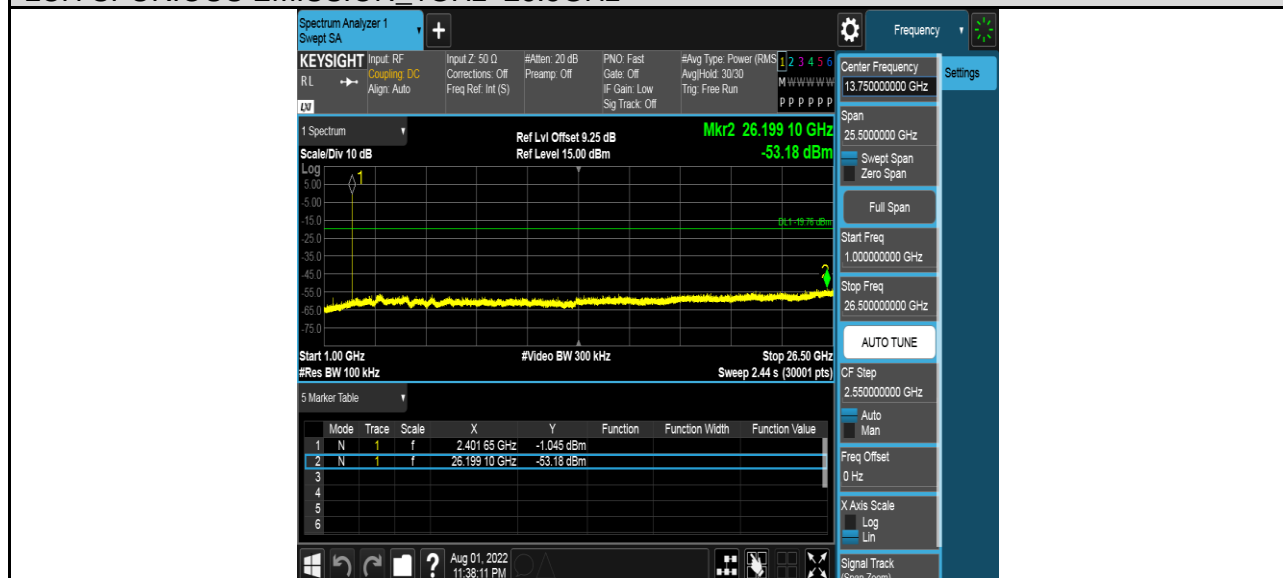 Spectrum Analyzer 1
Swept SA
+
Frequency
KEYSIGHT Input: RF Input Z: 50 Ω #Atten: 20 dB PNO: Fast #Avg Type: Power (RMS 1 2 3 4 5 6
RL Coupling: DC Corrections: Off Preamp: Off Gate: Off Avg|Hold: 30/30 M W W W W W
Align: Auto Freq Ref: Int (S) IF Gain: Low Trig: Free Run
LXI Sig Track: Off P P P P P P
1 Spectrum Ref Lvl Offset 9.25 dB Mkr2 26.199 10 GHz
Scale/Div 10 dB Ref Level 15.00 dBm -53.18 dBm
Log
5.00
-5.00
-15.0
-25.0
-35.0
-45.0
-55.0
-65.0
-75.0
1
DL1 -19.76 dBm
2
Start 1.00 GHz #Video BW 300 kHz Stop 26.50 GHz
#Res BW 100 kHz Sweep 2.44 s (30001 pts)
5 Marker Table
Mode Trace Scale X Y Function Function Width Function Value
1 N 1 f 2.401 65 GHz -1.045 dBm
2 N 1 f 26.199 10 GHz -53.18 dBm
3
4
5
6
? Aug 01, 2022
11:38:11 PM
Center Frequency
13.750000000 GHz
Settings
Span
25.5000000 GHz
Swept Span
Zero Span
Full Span
Start Freq
1.000000000 GHz
Stop Freq
26.500000000 GHz
AUTO TUNE
CF Step
2.550000000 GHz
Auto
Man
Freq Offset
0 Hz
X Axis Scale
Log
Lin
Signal Track
(Span Zoom)